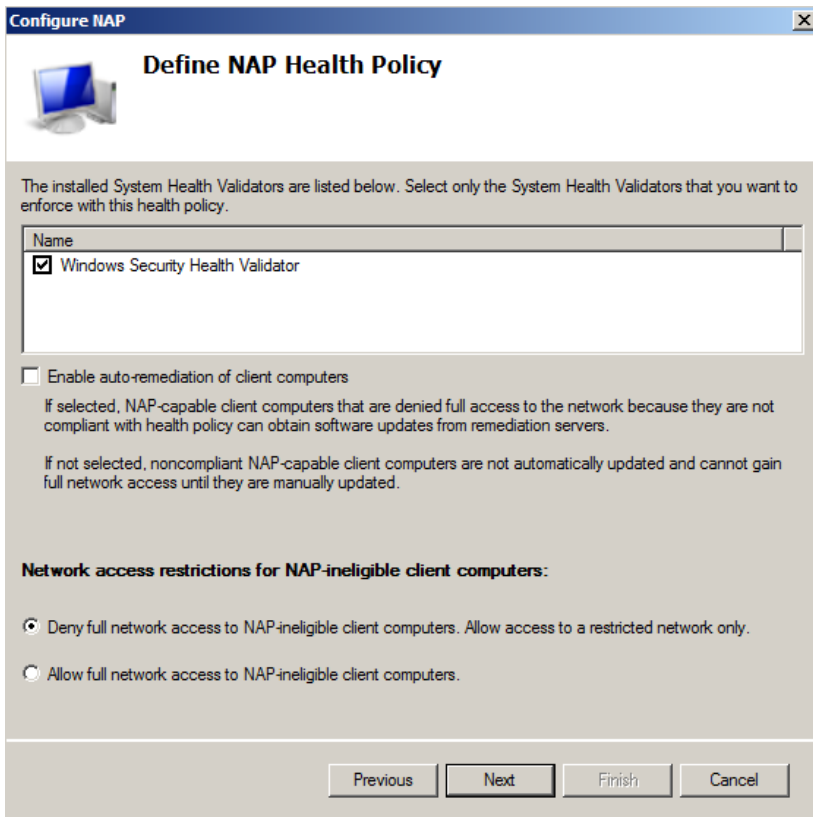 Configure NAP
Define NAP Health Policy
The installed System Health Validators are listed below. Select only the System Health Validators that you want to
enforce with this health policy.
Name
Windows Security Health Validator
Enable auto-remediation of client computers
If selected, NAP-capable client computers that are denied full access to the network because they are not
compliant with health policy can obtain software updates from remediation servers.
If not selected, noncompliant NAP-capable client computers are not automatically updated and cannot gain
full network access until they are manually updated.
Network access restrictions for NAP-ineligible client computers:
Deny full network access to NAP-ineligible client computers. Allow access to a restricted network only.
Allow full network access to NAP-ineligible client computers.
Previous Next Finish Cancel